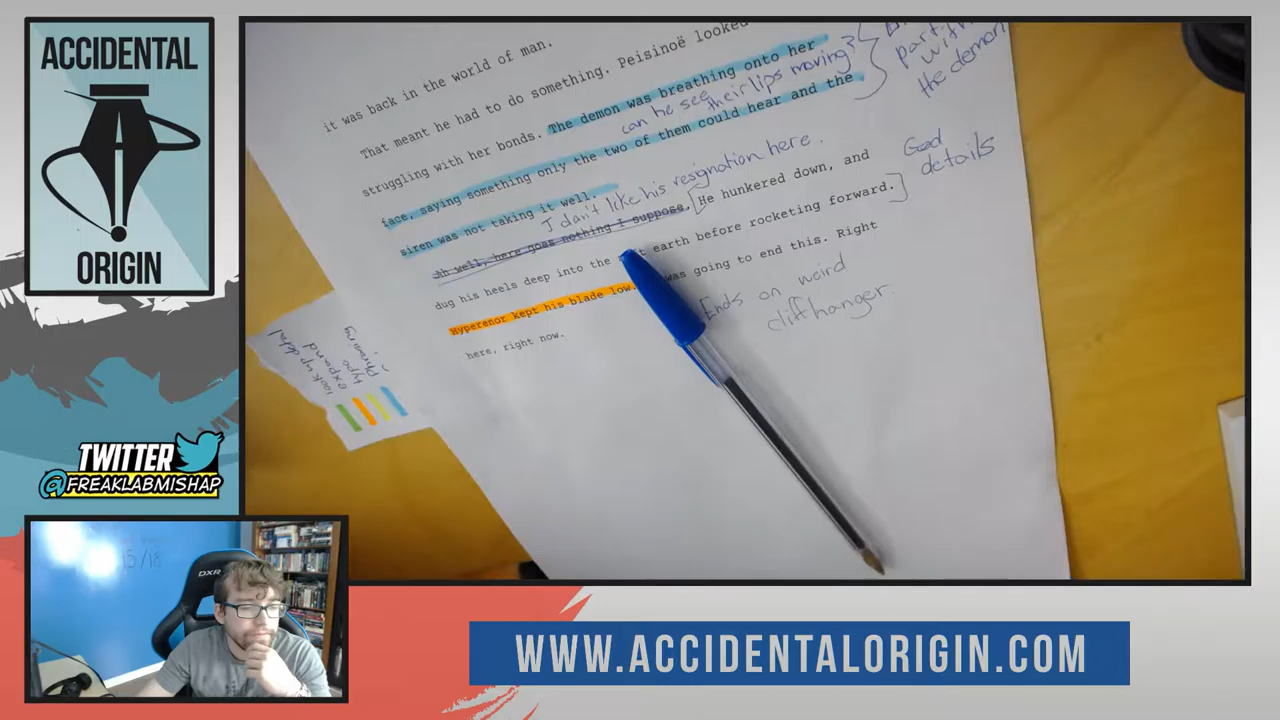 ACCIDENTAL
ORIGIN
TWITTER
@FREAKLABMISHAP
15/18
DXR
it was back in the world of man.
That meant he had to do something. Peisinoë looked
struggling with her bonds. The demon was breathing onto her
can he see their lips moving?
face, saying something only the two of them could hear and the
siren was not taking it well.
I don't like his resignation here.
Ah well, here goes nothing I suppose. [He hunkered down, and
dug his heels deep into the earth before rocketing forward.]
Hyperenor kept his blade low. was going to end this. Right
here, right now.
Ends on weird
cliffhanger.
part
with
the demon
Good
details
phrasing
typo
expand
look up detail
WWW.ACCIDENTALORIGIN.COM